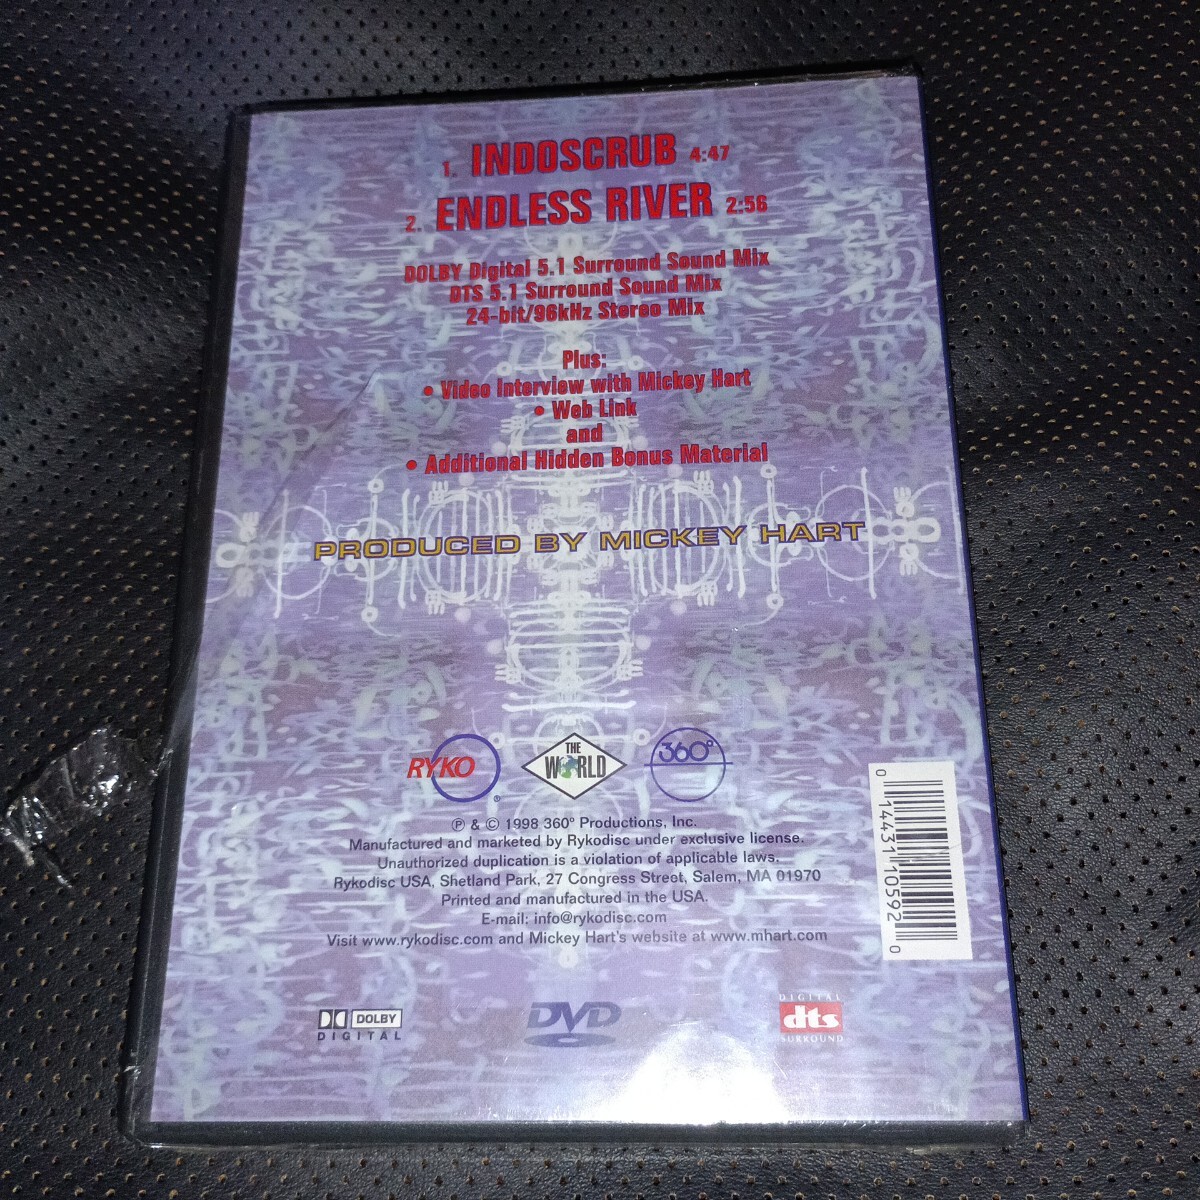 1. INDOSCRUB 4:47
2. ENDLESS RIVER 2:56
DOLBY Digital 5.1 Surround Sound Mix
DTS 5.1 Surround Sound Mix
24-bit/96kHz Stereo Mix
Plus:
• Video Interview with Mickey Hart
• Web Link
and
• Additional Hidden Bonus Material
PRODUCED BY MICKEY HART
RYKO ®
THE WORLD
360°
℗ & © 1998 360° Productions, Inc.
Manufactured and marketed by Rykodisc under exclusive license.
Unauthorized duplication is a violation of applicable laws.
Rykodisc USA, Shetland Park, 27 Congress Street, Salem, MA 01970
Printed and manufactured in the USA.
E-mail: info@rykodisc.com
Visit www.rykodisc.com and Mickey Hart's website at www.mhart.com
0 14431 10592 0
DOLBY DIGITAL
DVD
DIGITAL dts SURROUND